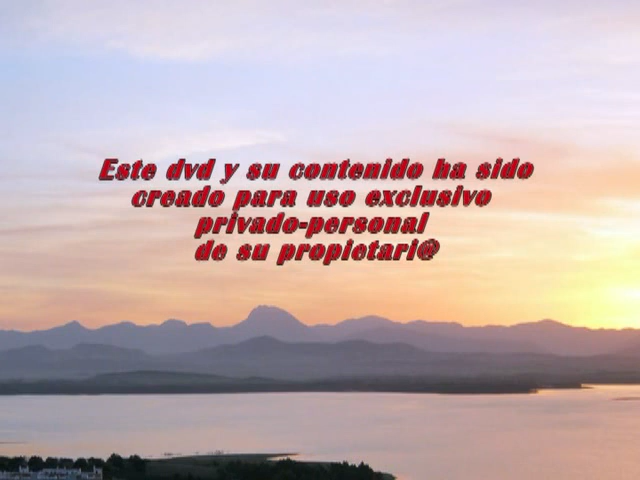 Este dvd y su contenido ha sido
creado para uso exclusivo
privado-personal
de su propietari@